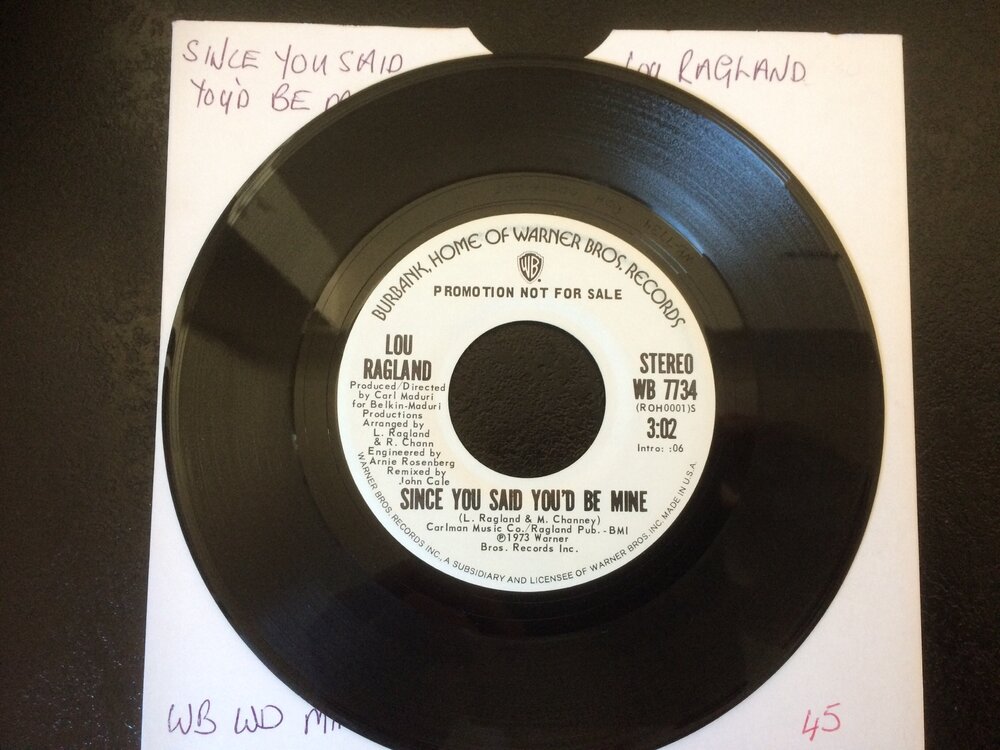 SINCE YOU SAID
YOU'D BE
LOU RAGLAND
BURBANK, HOME OF WARNER BROS. RECORDS
WB
PROMOTION NOT FOR SALE
LOU
RAGLAND
Produced/Directed
by Carl Maduri
for Belkin-Maduri
Productions
Arranged by
L. Ragland
& R. Chann
Engineered by
Arnie Rosenberg
Remixed by
John Cale
STEREO
WB 7734
(ROH0001)S
3:02
Intro: :06
SINCE YOU SAID YOU'D BE MINE
(L. Ragland & M. Channey)
Carlman Music Co./Ragland Pub.-BMI
℗1973 Warner
Bros. Records Inc.
WARNER BROS. RECORDS INC., A SUBSIDIARY AND LICENSEE OF WARNER BROS. INC. MADE IN U.S.A.
WB WD
45